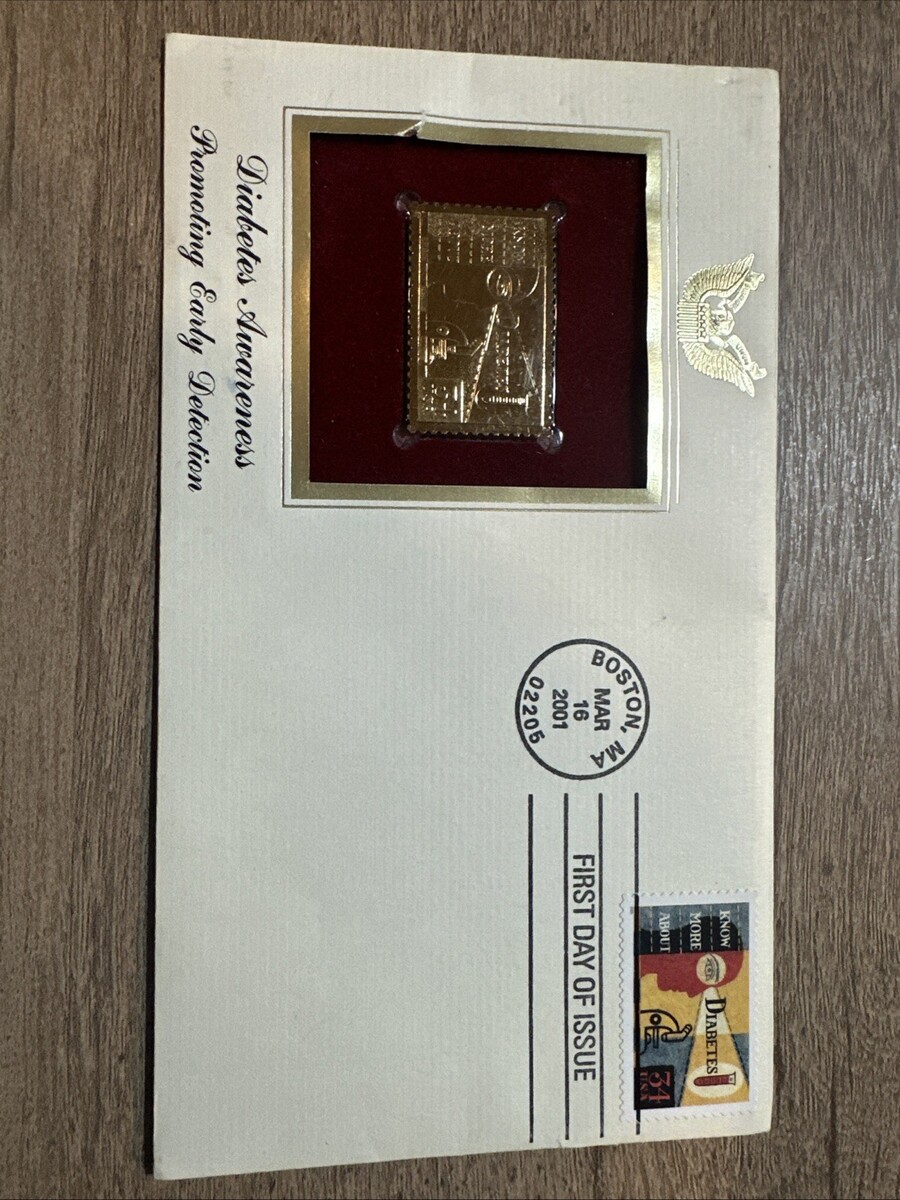 Diabetes Awareness
Promoting Early Detection
BOSTON, MA
MAR
16
2001
02205
FIRST DAY OF ISSUE
KNOW
MORE
ABOUT
DIABETES
34
USA